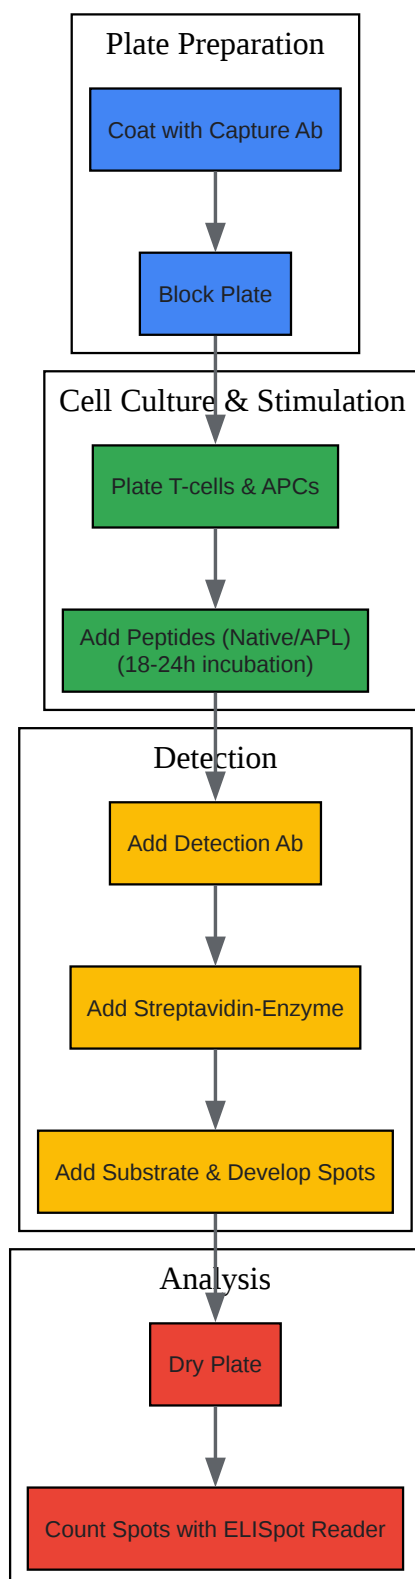 Plate Preparation
Coat with Capture Ab
Block Plate
Cell Culture & Stimulation
Plate T-cells & APCs
Add Peptides (Native/APL)
(18-24h incubation)
Detection
Add Detection Ab
Add Streptavidin-Enzyme
Add Substrate & Develop Spots
Analysis
Dry Plate
Count Spots with ELISpot Reader